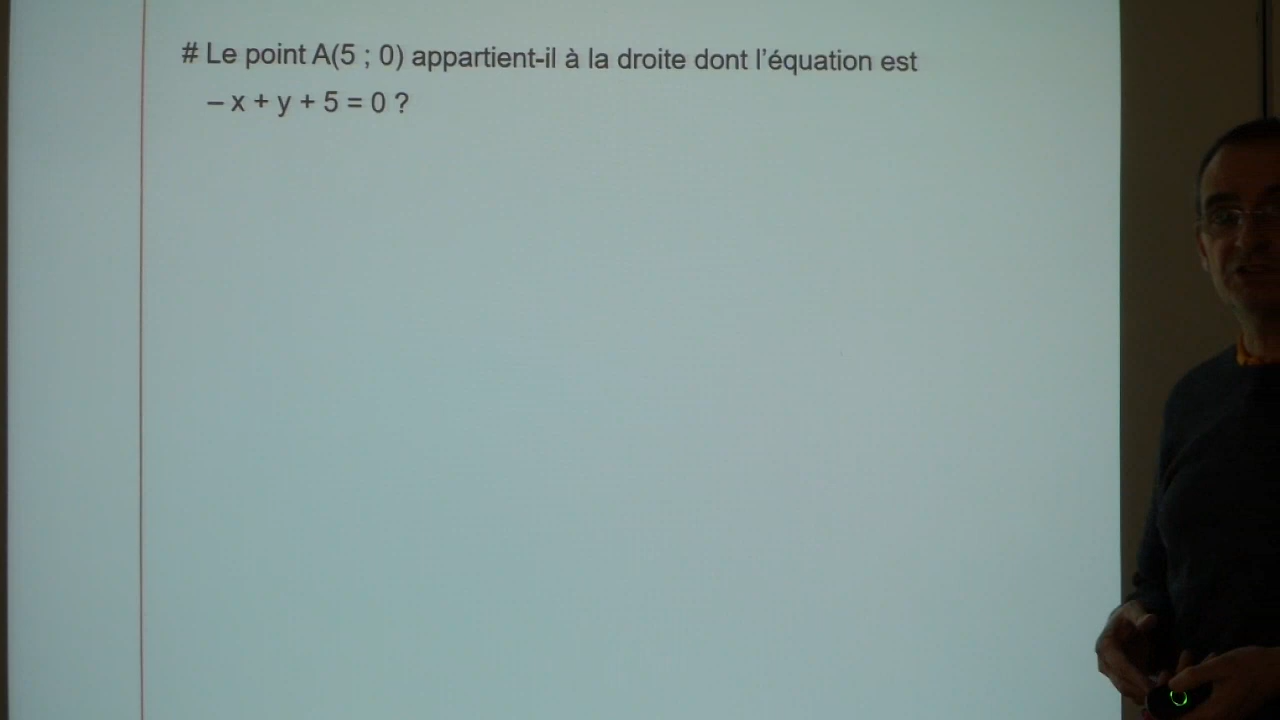 # Le point A(5 ; 0) appartient-il à la droite dont l’équation est
– x + y + 5 = 0 ?